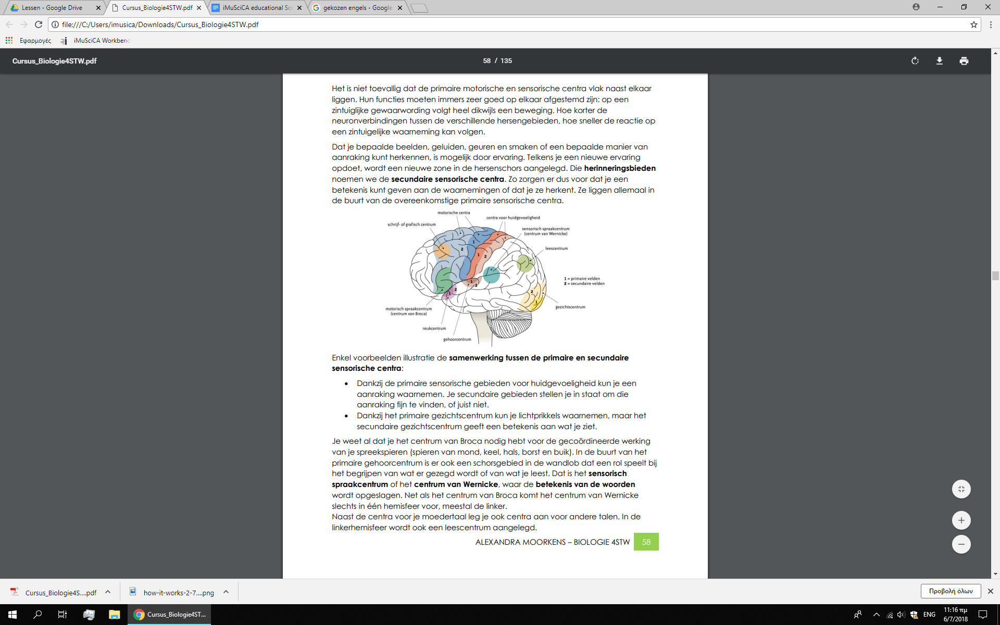 Lessen - Google Drive
Cursus_Biologie4STW.pdf
iMuSciCA educational Sc
gekozen engels - Google
file:///C:/Users/imusica/Downloads/Cursus_Biologie4STW.pdf
Εφαρμογές
iMuSciCA Workbenc
Cursus_Biologie4STW.pdf
58 / 135
Het is niet toevallig dat de primaire motorische en sensorische centra vlak naast elkaar
liggen. Hun functies moeten immers zeer goed op elkaar afgestemd zijn: op een
zintuiglijke gewaarwording volgt heel dikwijls een beweging. Hoe korter de
neuronverbindingen tussen de verschillende hersengebieden, hoe sneller de reactie op
een zintuigelijke waarneming kan volgen.
Dat je bepaalde beelden, geluiden, geuren en smaken of een bepaalde manier van
aanraking kunt herkennen, is mogelijk door ervaring. Telkens je een nieuwe ervaring
opdoet, wordt een nieuwe zone in de hersenschors aangelegd. Die herinneringsbieden
noemen we de secundaire sensorische centra. Zo zorgen er dus voor dat je een
betekenis kunt geven aan de waarnemingen of dat je ze herkent. Ze liggen allemaal in
de buurt van de overeenkomstige primaire sensorische centra.
motorische centra
centra voor huidgevoeligheid
schrijf- of grafisch centrum
sensorisch spraakcentrum
(centrum van Wernicke)
leescentrum
1
2
1
2
1 = primaire velden
2 = secundaire velden
1
2
2
1
2
1
gezichtscentrum
motorisch spraakcentrum
(centrum van Broca)
reukcentrum
gehoorcentrum
Enkel voorbeelden illustratie de samenwerking tussen de primaire en secundaire
sensorische centra:
• Dankzij de primaire sensorische gebieden voor huidgevoeligheid kun je een
aanraking waarnemen. Je secundaire gebieden stellen je in staat om die
aanraking fijn te vinden, of juist niet.
• Dankzij het primaire gezichtscentrum kun je lichtprikkels waarnemen, maar het
secundaire gezichtscentrum geeft een betekenis aan wat je ziet.
Je weet al dat je het centrum van Broca nodig hebt voor de gecoördineerde werking
van je spreekspieren (spieren van mond, keel, hals, borst en buik). In de buurt van het
primaire gehoorcentrum is er ook een schorsgebied in de wandlob dat een rol speelt bij
het begrijpen van wat er gezegd wordt of van wat je leest. Dat is het sensorisch
spraakcentrum of het centrum van Wernicke, waar de betekenis van de woorden
wordt opgeslagen. Net als het centrum van Broca komt het centrum van Wernicke
slechts in één hemisfeer voor, meestal de linker.
Naast de centra voor je moedertaal leg je ook centra aan voor andere talen. In de
linkerhemisfeer wordt ook een leescentrum aangelegd.
ALEXANDRA MOORKENS – BIOLOGIE 4STW 58
Cursus_Biologie4S....pdf
how-it-works-2-7....png
Προβολή όλων
Cursus_Biologie4ST...
ENG
11:16 πμ
6/7/2018